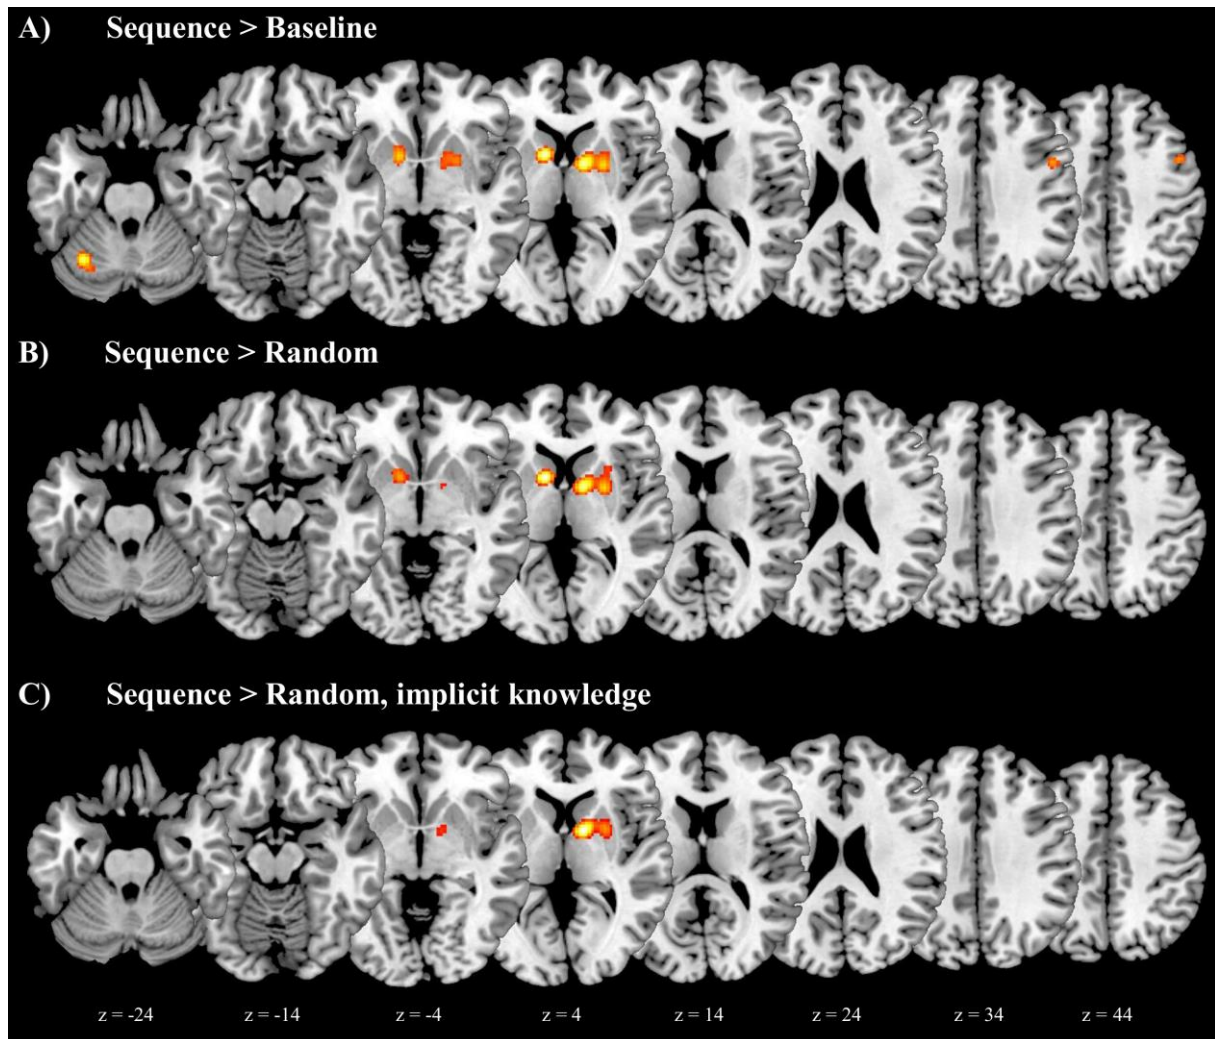 A) Sequence > Baseline
B) Sequence > Random
C) Sequence > Random, implicit knowledge
z = -24 z = -14 z = -4 z = 4 z = 14 z = 24 z = 34 z = 44